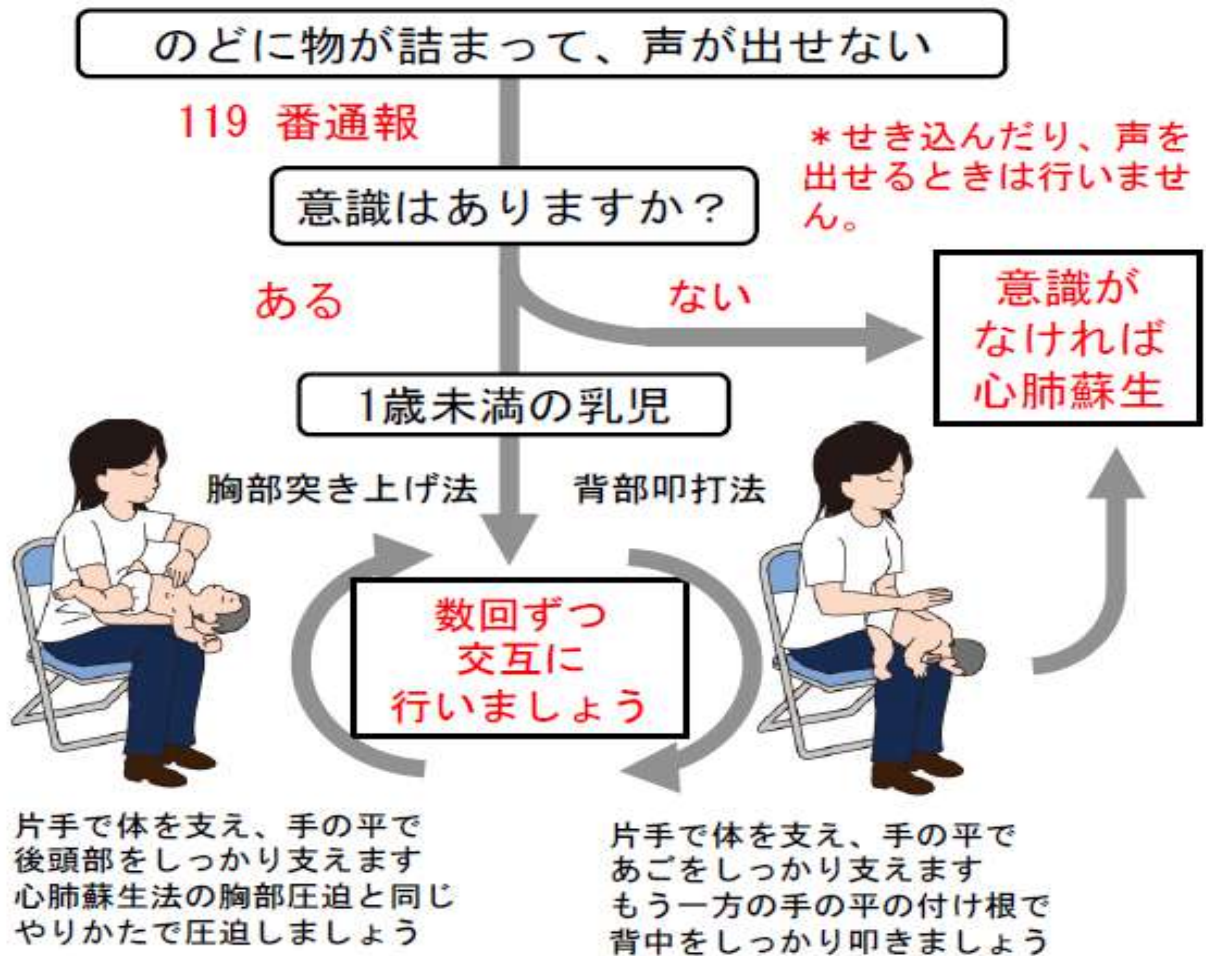 のどに物が詰まって、声が出せない
119 番通報
＊せき込んだり、声を
出せるときは行いませ
ん。
意識はありますか？
ある
ない
意識が
なければ
心肺蘇生
1歳未満の乳児
胸部突き上げ法
背部叩打法
数回ずつ
交互に
行いましょう
片手で体を支え、手の平で
後頭部をしっかり支えます
心肺蘇生法の胸部圧迫と同じ
やりかたで圧迫しましょう
片手で体を支え、手の平で
あごをしっかり支えます
もう一方の手の平の付け根で
背中をしっかり叩きましょう